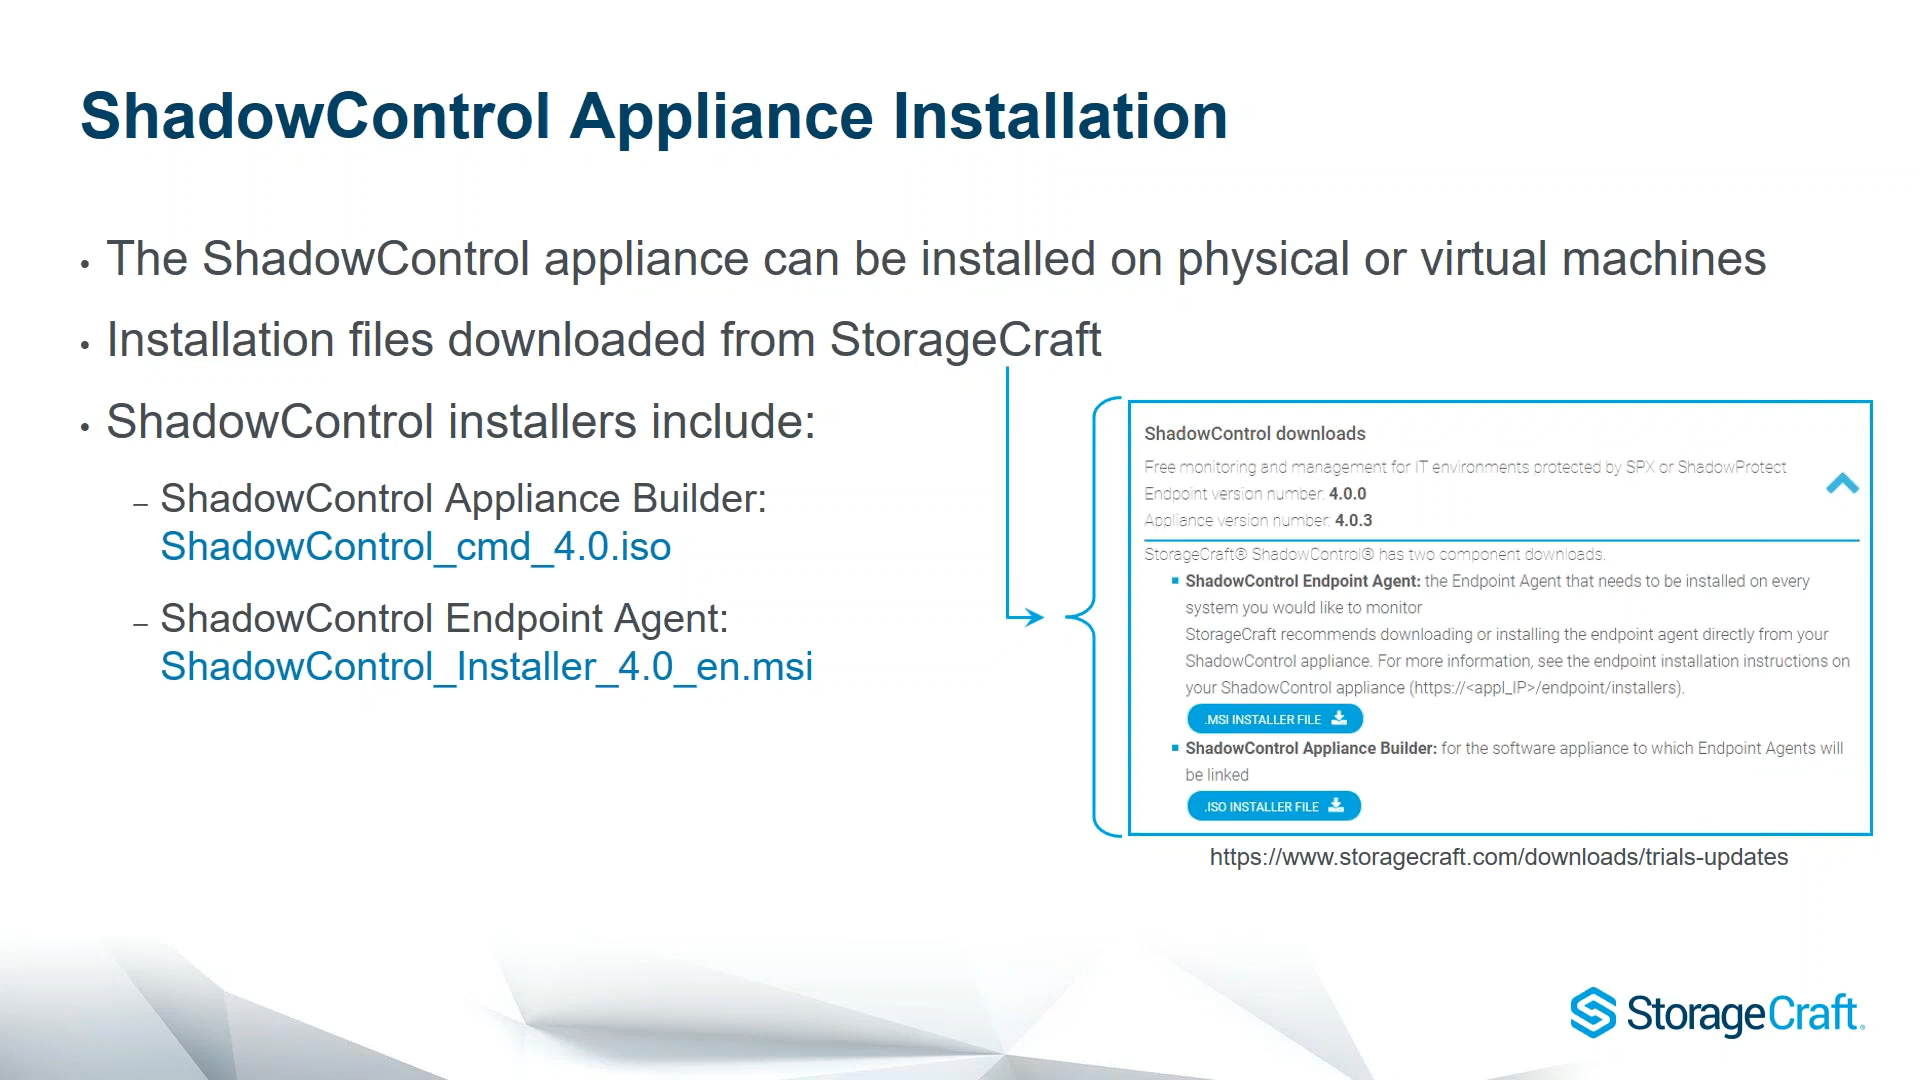 ShadowControl Appliance Installation
• The ShadowControl appliance can be installed on physical or virtual machines
• Installation files downloaded from StorageCraft
• ShadowControl installers include:
– ShadowControl Appliance Builder:
ShadowControl_cmd_4.0.iso
– ShadowControl Endpoint Agent:
ShadowControl_Installer_4.0_en.msi
ShadowControl downloads
Free monitoring and management for IT environments protected by SPX or ShadowProtect
Endpoint version number: 4.0.0
Appliance version number: 4.0.3
StorageCraft® ShadowControl® has two component downloads.
ShadowControl Endpoint Agent: the Endpoint Agent that needs to be installed on every
system you would like to monitor
StorageCraft recommends downloading or installing the endpoint agent directly from your
ShadowControl appliance. For more information, see the endpoint installation instructions on
your ShadowControl appliance (https://<appl_IP>/endpoint/installers).
.MSI INSTALLER FILE
ShadowControl Appliance Builder: for the software appliance to which Endpoint Agents will
be linked
.ISO INSTALLER FILE
https://www.storagecraft.com/downloads/trials-updates
StorageCraft®